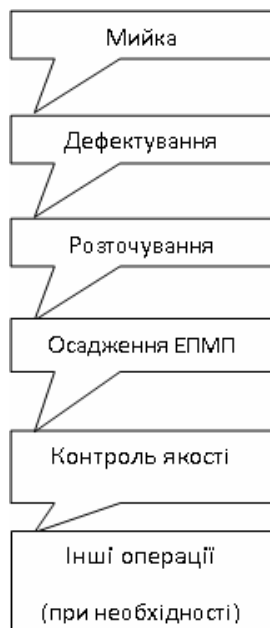 Мийка
Дефектування
Розточування
Осадження ЕПМП
Контроль якості
Інші операції
(при необхідності)